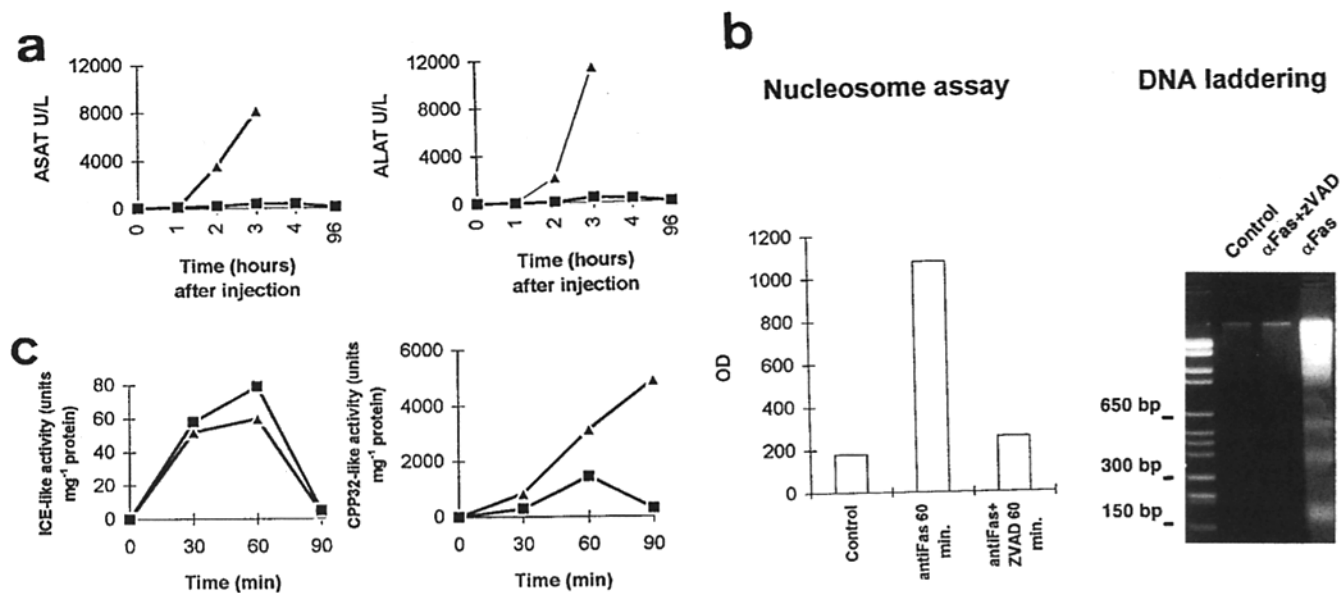 a
ASAT U/L
12000
8000
4000
0
0 1 2 3 4 96
Time (hours)
after injection
ALAT U/L
12000
8000
4000
0
0 1 2 3 4 96
Time (hours)
after injection
b
Nucleosome assay
OD
1200
1000
800
600
400
200
0
Control
antiFas 60
min.
antiFas+
ZVAD 60
min.
DNA laddering
Control
αFas+zVAD
αFas
650 bp
300 bp
150 bp
c
ICE-like activity (units
mg-1 protein)
80
60
40
20
0
0 30 60 90
Time (min)
CPP32-like activity (units
mg-1 protein)
6000
4000
2000
0
0 30 60 90
Time (min)